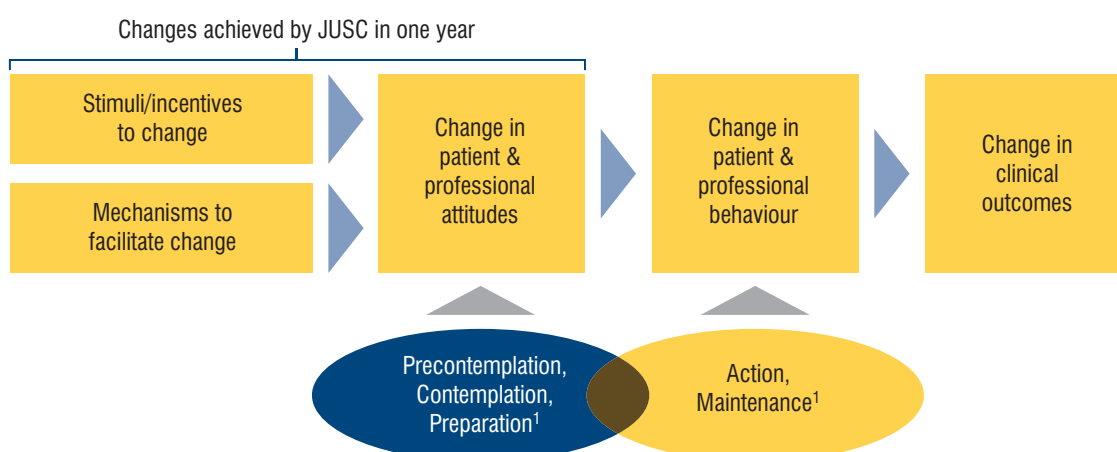 Changes achieved by JUSC in one year
Stimuli/incentives
to change
Mechanisms to
facilitate change
Change in
patient &
professional
attitudes
Change in
patient &
professional
behaviour
Change in
clinical
outcomes
Precontemplation,
Contemplation,
Preparation¹
Action,
Maintenance¹